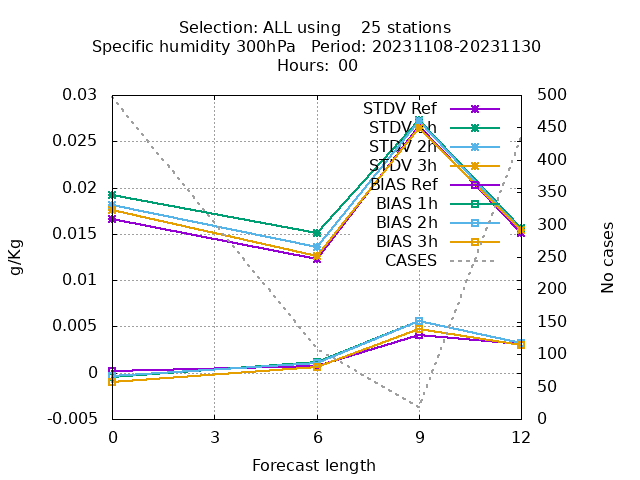 Selection: ALL using    25 stations
Specific humidity 300hPa   Period: 20231108-20231130
Hours: 00
0.03
0.025
0.02
0.015
0.01
0.005
0
-0.005
g/Kg
500
450
400
350
300
250
200
150
100
50
0
No cases
STDV Ref
STDV 1h
STDV 2h
STDV 3h
BIAS Ref
BIAS 1h
BIAS 2h
BIAS 3h
CASES
0 3 6 9 12
Forecast length